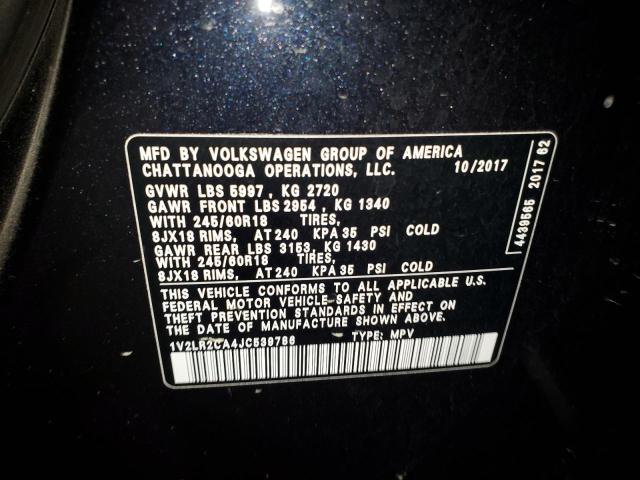 MFD BY VOLKSWAGEN GROUP OF AMERICA
CHATTANOOGA OPERATIONS, LLC. 10/2017
GVWR LBS 5997 , KG 2720
GAWR FRONT LBS 2954 , KG 1340
WITH 245/60R18 TIRES,
8JX18 RIMS, AT 240 KPA 35 PSI COLD
GAWR REAR LBS 3153, KG 1430
WITH 245/60R18 TIRES,
8JX18 RIMS, AT 240 KPA 35 PSI COLD
THIS VEHICLE CONFORMS TO ALL APPLICABLE U.S.
FEDERAL MOTOR VEHICLE SAFETY AND
THEFT PREVENTION STANDARDS IN EFFECT ON
THE DATE OF MANUFACTURE SHOWN ABOVE.
1V2LR2CA4JC539766 TYPE: MPV
4439565 2017 62